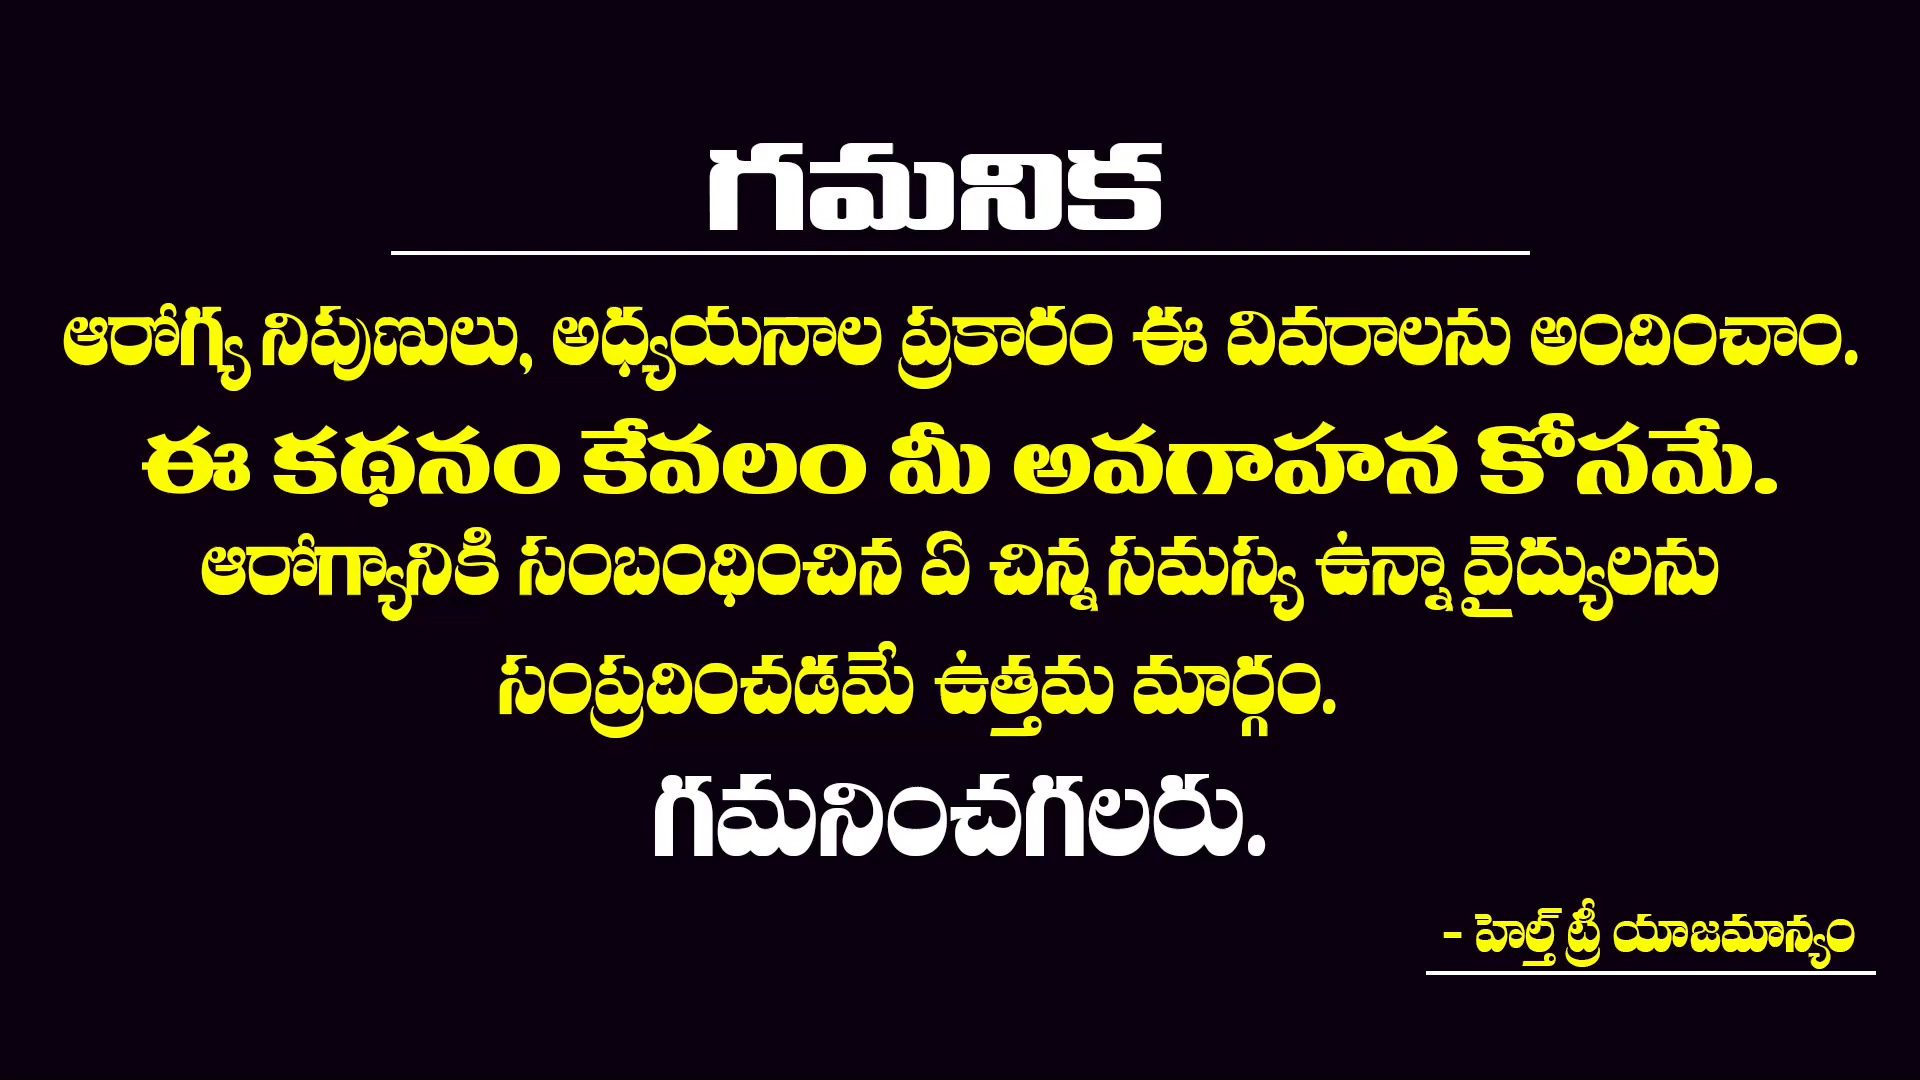 గమనిక
ఆరోగ్య నిపుణులు, అధ్యయనాల ప్రకారం ఈ వివరాలను అందించాం.
ఈ కథనం కేవలం మీ అవగాహన కోసమే.
ఆరోగ్యానికి సంబంధించిన ఏ చిన్న సమస్య ఉన్నా వైద్యులను
సంప్రదించడమే ఉత్తమ మార్గం.
గమనించగలరు.
- హెల్త్ ట్రీ యాజమాన్యం